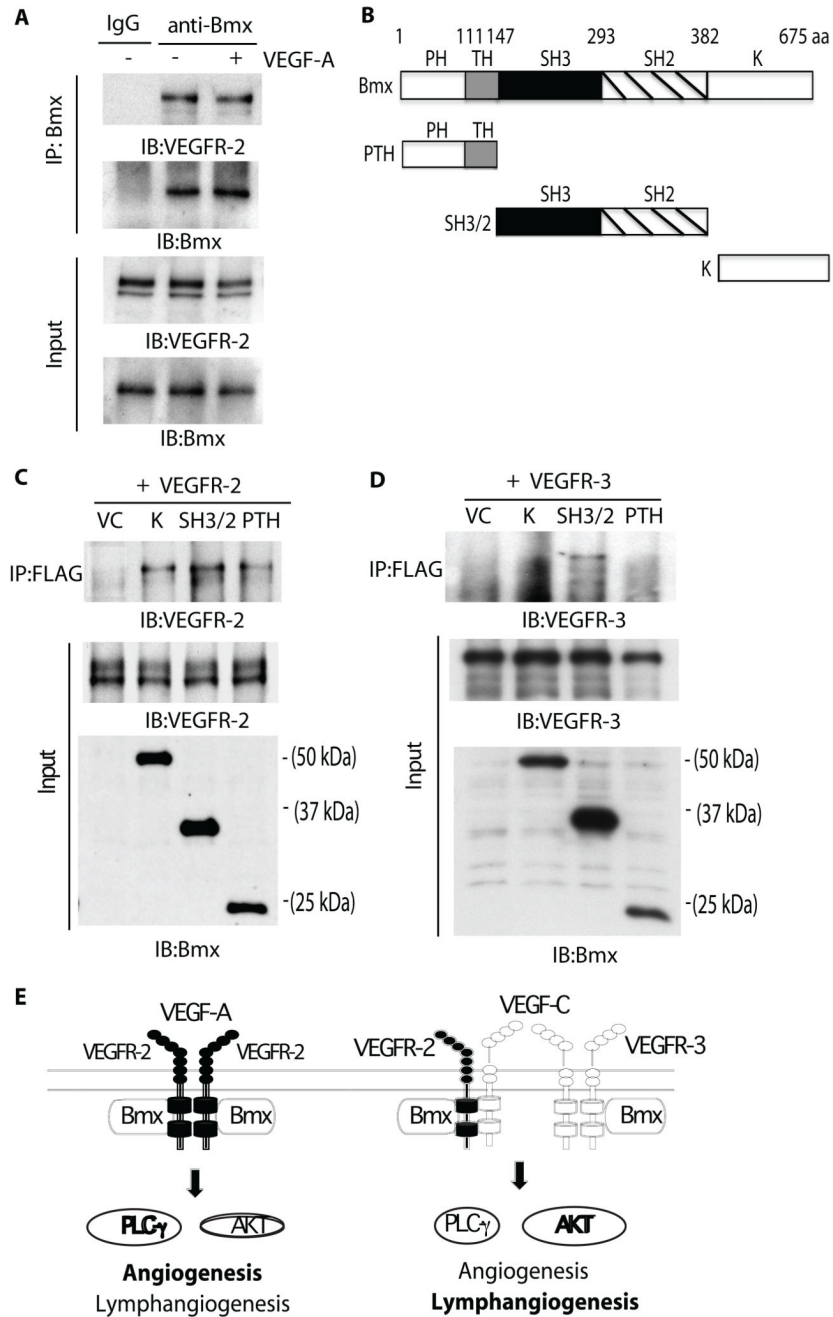 A
IgG anti-Bmx
- - + VEGF-A
IP: Bmx
IB:VEGFR-2
IB:Bmx
Input
IB:VEGFR-2
IB:Bmx
B
1 111 147 293 382 675 aa
PH TH SH3 SH2 K
Bmx
PH TH
PTH
SH3 SH2
SH3/2
K
C
+ VEGFR-2
VC K SH3/2 PTH
IP:FLAG
IB:VEGFR-2
Input
IB:VEGFR-2
-(50 kDa)
-(37 kDa)
-(25 kDa)
IB:Bmx
D
+ VEGFR-3
VC K SH3/2 PTH
IP:FLAG
IB:VEGFR-3
Input
IB:VEGFR-3
-(50 kDa)
-(37 kDa)
-(25 kDa)
IB:Bmx
E
VEGF-A
VEGFR-2 VEGFR-2
Bmx Bmx
PLC-γ AKT
Angiogenesis
Lymphangiogenesis
VEGF-C
VEGFR-2 VEGFR-3
Bmx Bmx
PLC-γ AKT
Angiogenesis
Lymphangiogenesis